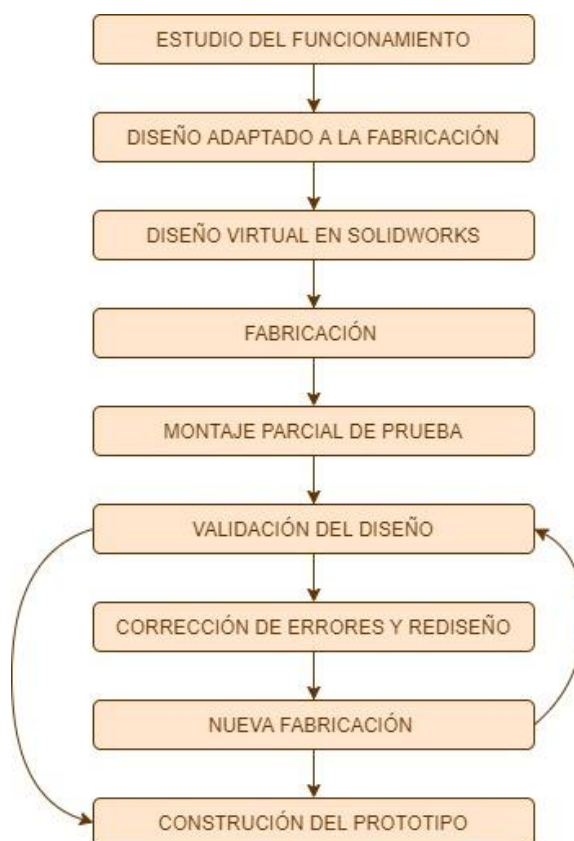 ESTUDIO DEL FUNCIONAMIENTO
DISEÑO ADAPTADO A LA FABRICACIÓN
DISEÑO VIRTUAL EN SOLIDWORKS
FABRICACIÓN
MONTAJE PARCIAL DE PRUEBA
VALIDACIÓN DEL DISEÑO
CORRECCIÓN DE ERRORES Y REDISEÑO
NUEVA FABRICACIÓN
CONSTRUCIÓN DEL PROTOTIPO